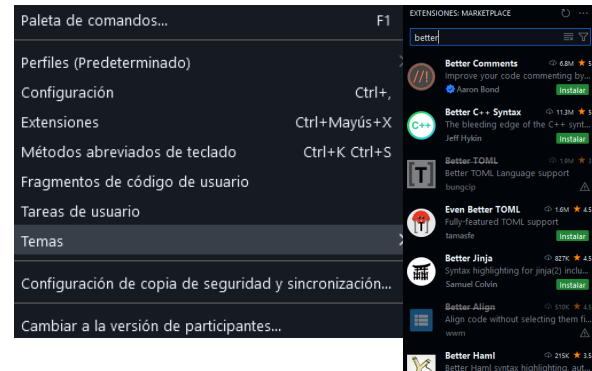 Paleta de comandos... F1
Perfiles (Predeterminado)
Configuración Ctrl+,
Extensiones Ctrl+Mayús+X
Métodos abreviados de teclado Ctrl+K Ctrl+S
Fragmentos de código de usuario
Tareas de usuario
Temas
Configuración de copia de seguridad y sincronización...
Cambiar a la versión de participantes...
EXTENSIONES: MARKETPLACE
better
Better Comments 6.8M ★ 5
Improve your code commenting by...
Aaron Bond Instalar
Better C++ Syntax 11.3M ★ 5
The bleeding edge of the C++ synt...
Jeff Hykin Instalar
Better TOML 1.9M ★ 3
Better TOML Language support
bungcip
Even Better TOML 1.6M ★ 4.5
Fully-featured TOML support
tamasfe Instalar
Better Jinja 827K ★ 4.5
Syntax highlighting for jinja(2) inclu...
Samuel Colvin Instalar
Better Align 510K ★ 4.5
Align code without selecting them fi...
wwm
Better Haml 215K ★ 3.5
Better Haml syntax highlighting, aut...